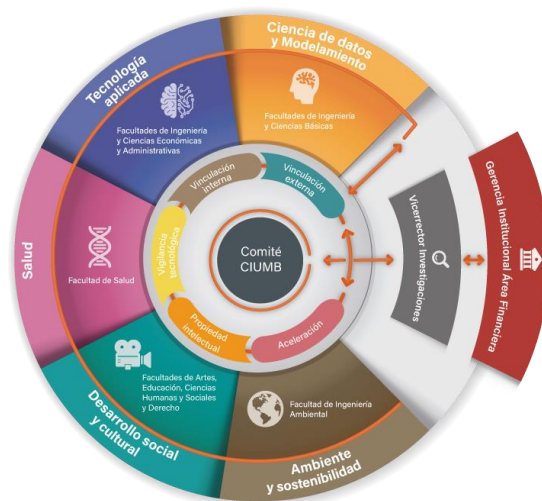 Ciencia de datos
y Modelamiento
Facultades de Ingeniería
y Ciencias Básicas
Tecnología
aplicada
Facultades de Ingeniería
y Ciencias Económicas
y Administrativas
Salud
Facultad de Salud
Desarrollo social
y cultural
Facultades de Artes,
Educación, Ciencias
Humanas y Sociales
y Derecho
Ambiente
y sostenibilidad
Facultad de Ingeniería
Ambiental
Vinculación
interna
Vinculación
externa
Vigilancia
tecnológica
Propiedad
intelectual
Aceleración
Comité
CIUMB
Vicerrector Investigaciones
Gerencia Institucional Área Financiera